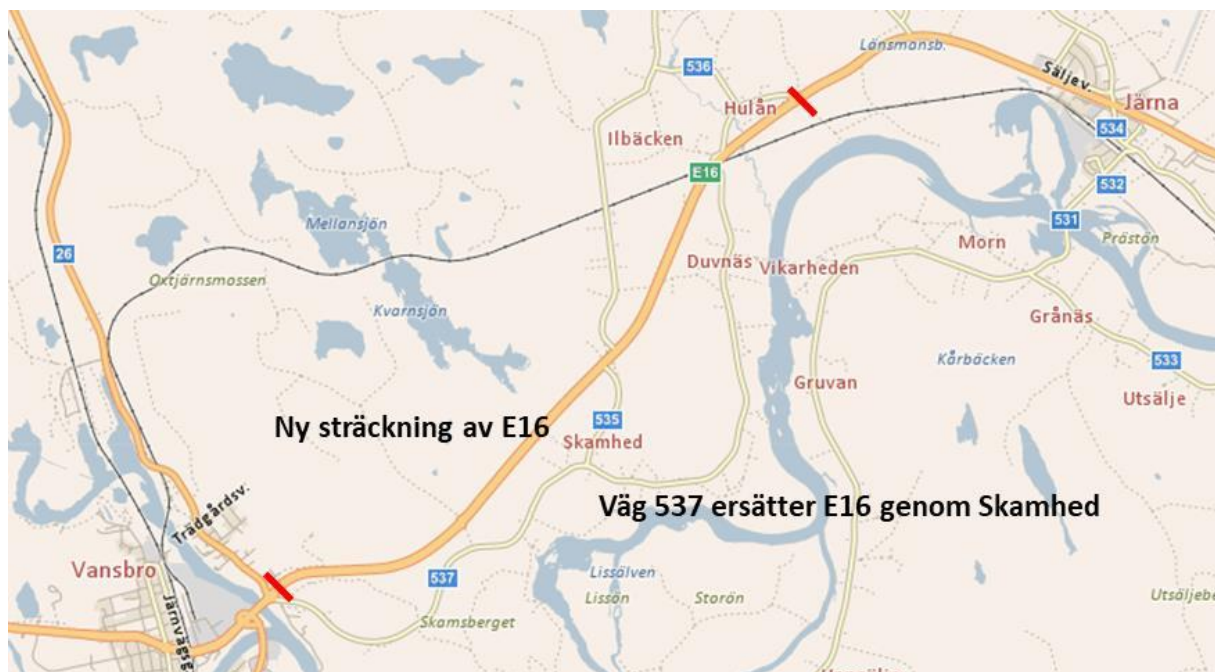 Länsmansb.
536
Säljev.
Järna
Hulån
534
Ilbäcken
E16
532
Mellansjön
531
26
Morn
Prästön
Duvnäs
Vikarheden
Oxtjärnsmossen
Kvarnsjön
Grånäs
Kårbäcken
533
Gruvan
Utsälje
Ny sträckning av E16
535
Skamhed
Väg 537 ersätter E16 genom Skamhed
Trädgårdsv.
Vansbro
537
Lissälven
Lissön
Storön
Utsäljebe
Järnvägsg
Skamsberget